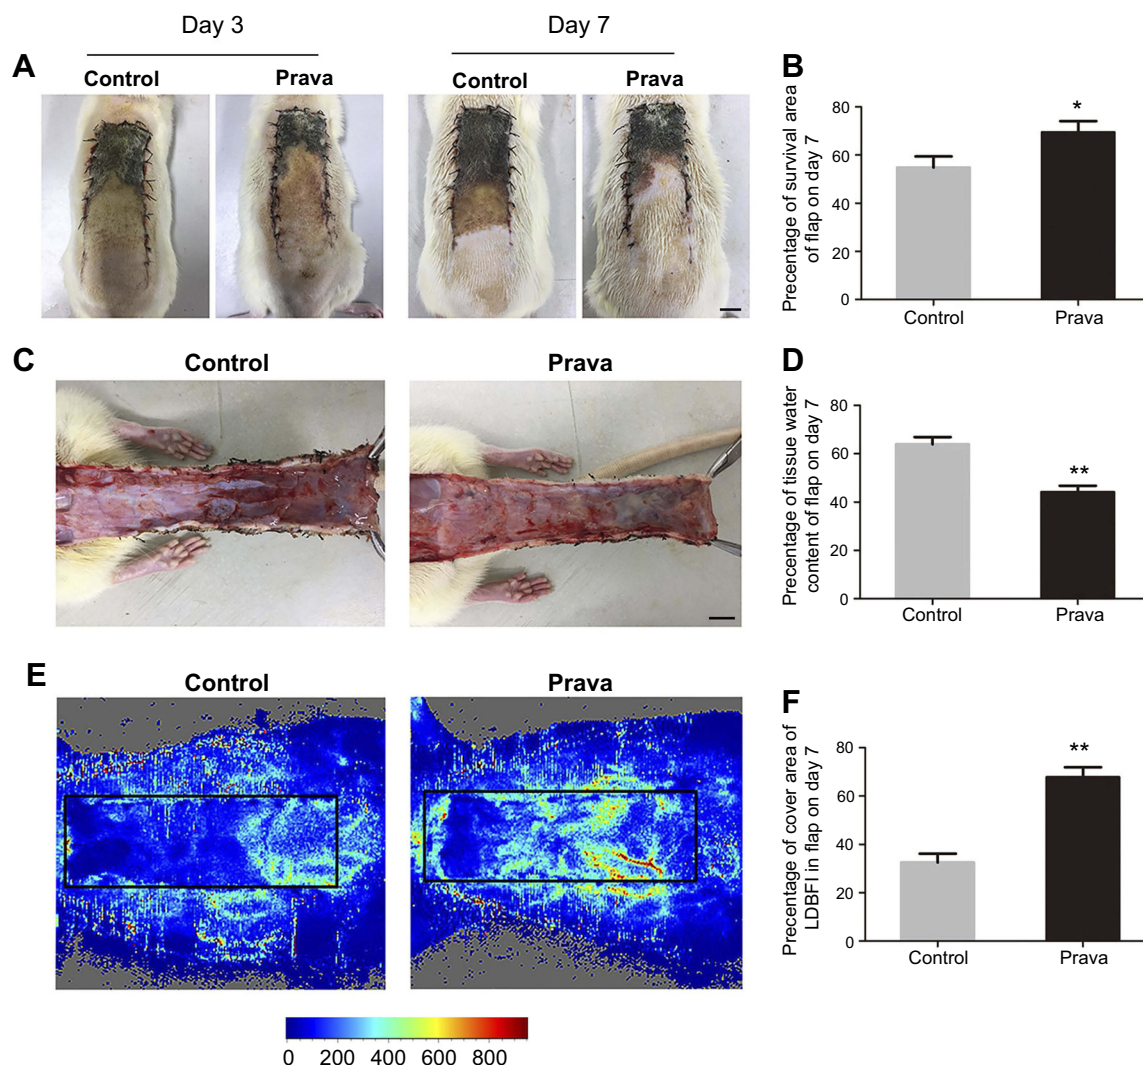 Day 3
Day 7
A
Control
Prava
Control
Prava
B
Precentage of survival area
of flap on day 7
80
60
40
20
0
*
Control
Prava
C
Control
Prava
D
Precentage of tissue water
content of flap on day 7
80
60
40
20
0
**
Control
Prava
E
Control
Prava
0 200 400 600 800
F
Precentage of cover area of
LDBFI in flap on day 7
80
60
40
20
0
**
Control
Prava